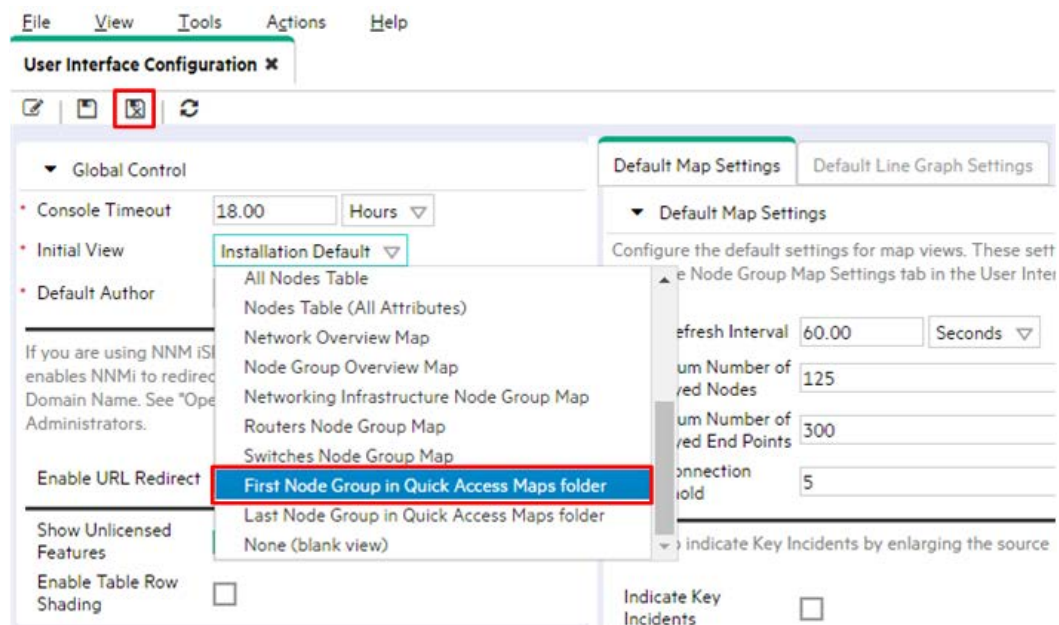 File View Tools Actions Help
User Interface Configuration ✖
Global Control
* Console Timeout 18.00 Hours
* Initial View Installation Default
* Default Author
All Nodes Table
Nodes Table (All Attributes)
Network Overview Map
Node Group Overview Map
Networking Infrastructure Node Group Map
Routers Node Group Map
Switches Node Group Map
First Node Group in Quick Access Maps folder
Last Node Group in Quick Access Maps folder
None (blank view)
If you are using NNM iS
enables NNMi to redirec
Domain Name. See "Ope
Administrators.
Enable URL Redirect
Show Unlicensed
Features
Enable Table Row
Shading
Default Map Settings Default Line Graph Settings
Default Map Settings
Configure the default settings for map views. These sett
e Node Group Map Settings tab in the User Inter
efresh Interval 60.00 Seconds
um Number of
yed Nodes 125
um Number of
yed End Points 300
onnection
old 5
o indicate Key Incidents by enlarging the source
Indicate Key
Incidents